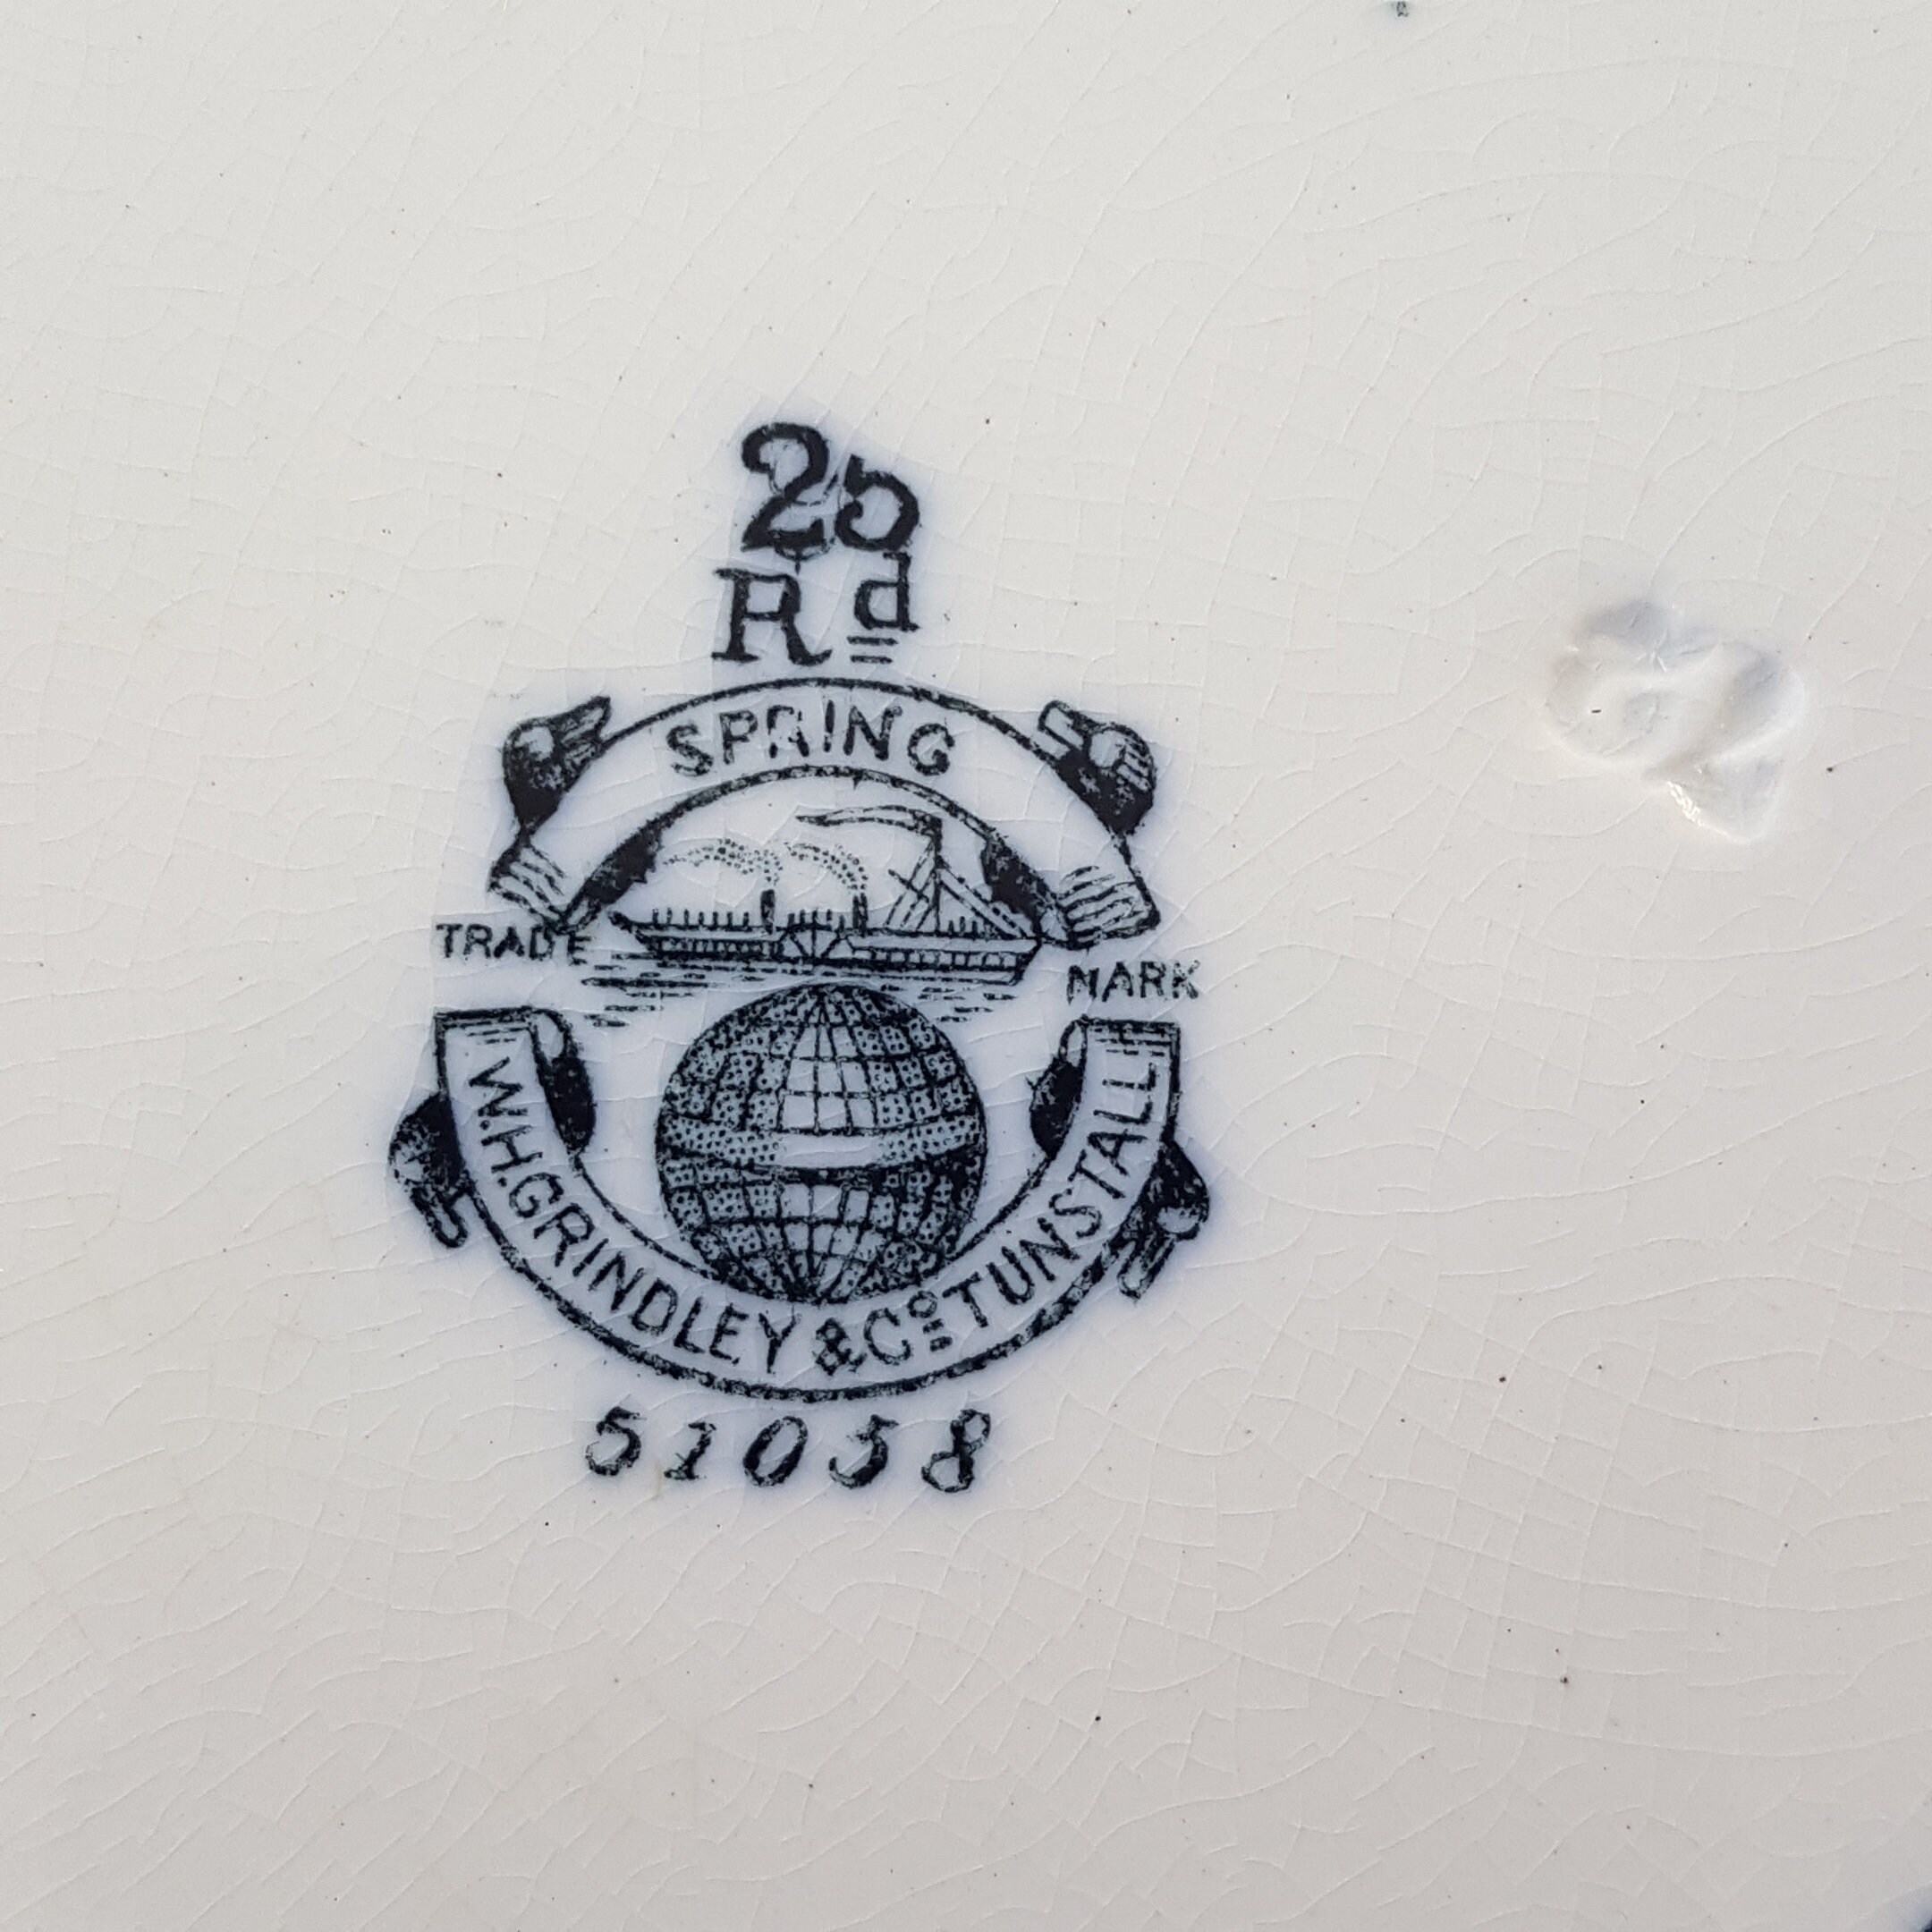 25
Rd
SPRING
TRADE MARK
W.H.GRINDLEY & Co TUNSTALL
51058